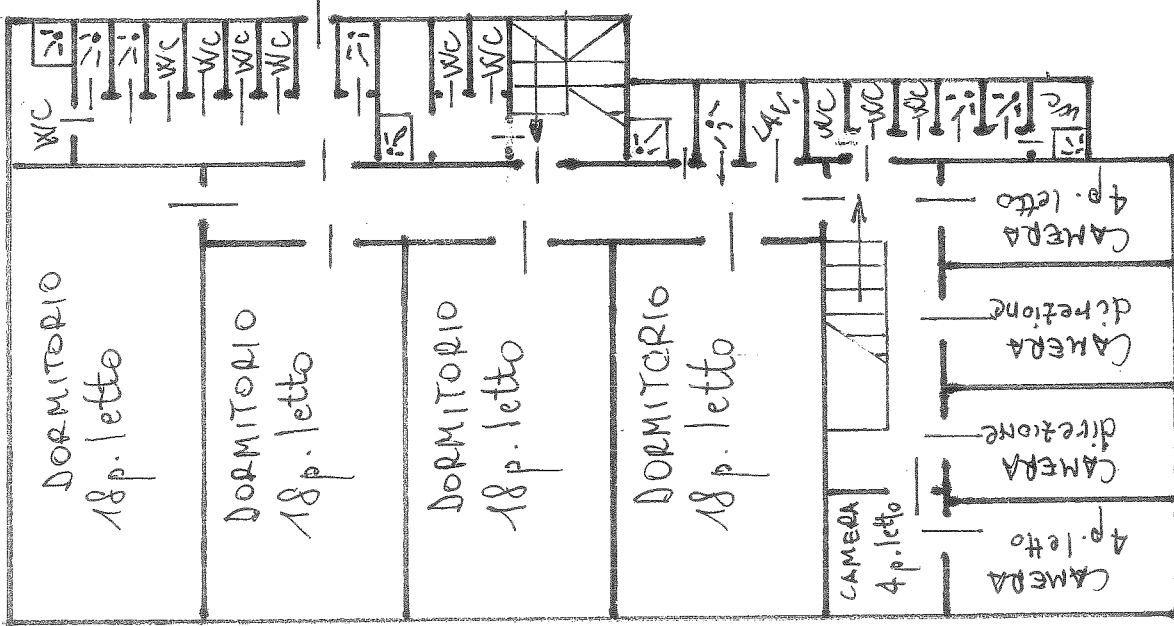 WC
WC
WC
WC
WC
WC
WC
LAV.
WC
WC
WC
WC
DORMITORIO
18 p. letto
DORMITORIO
18 p. letto
DORMITORIO
18 p. letto
DORMITORIO
18 p. letto
CAMERA
4 p. letto
CAMERA
direzione
CAMERA
direzione
CAMERA
4 p. letto
CAMERA
4 p. letto